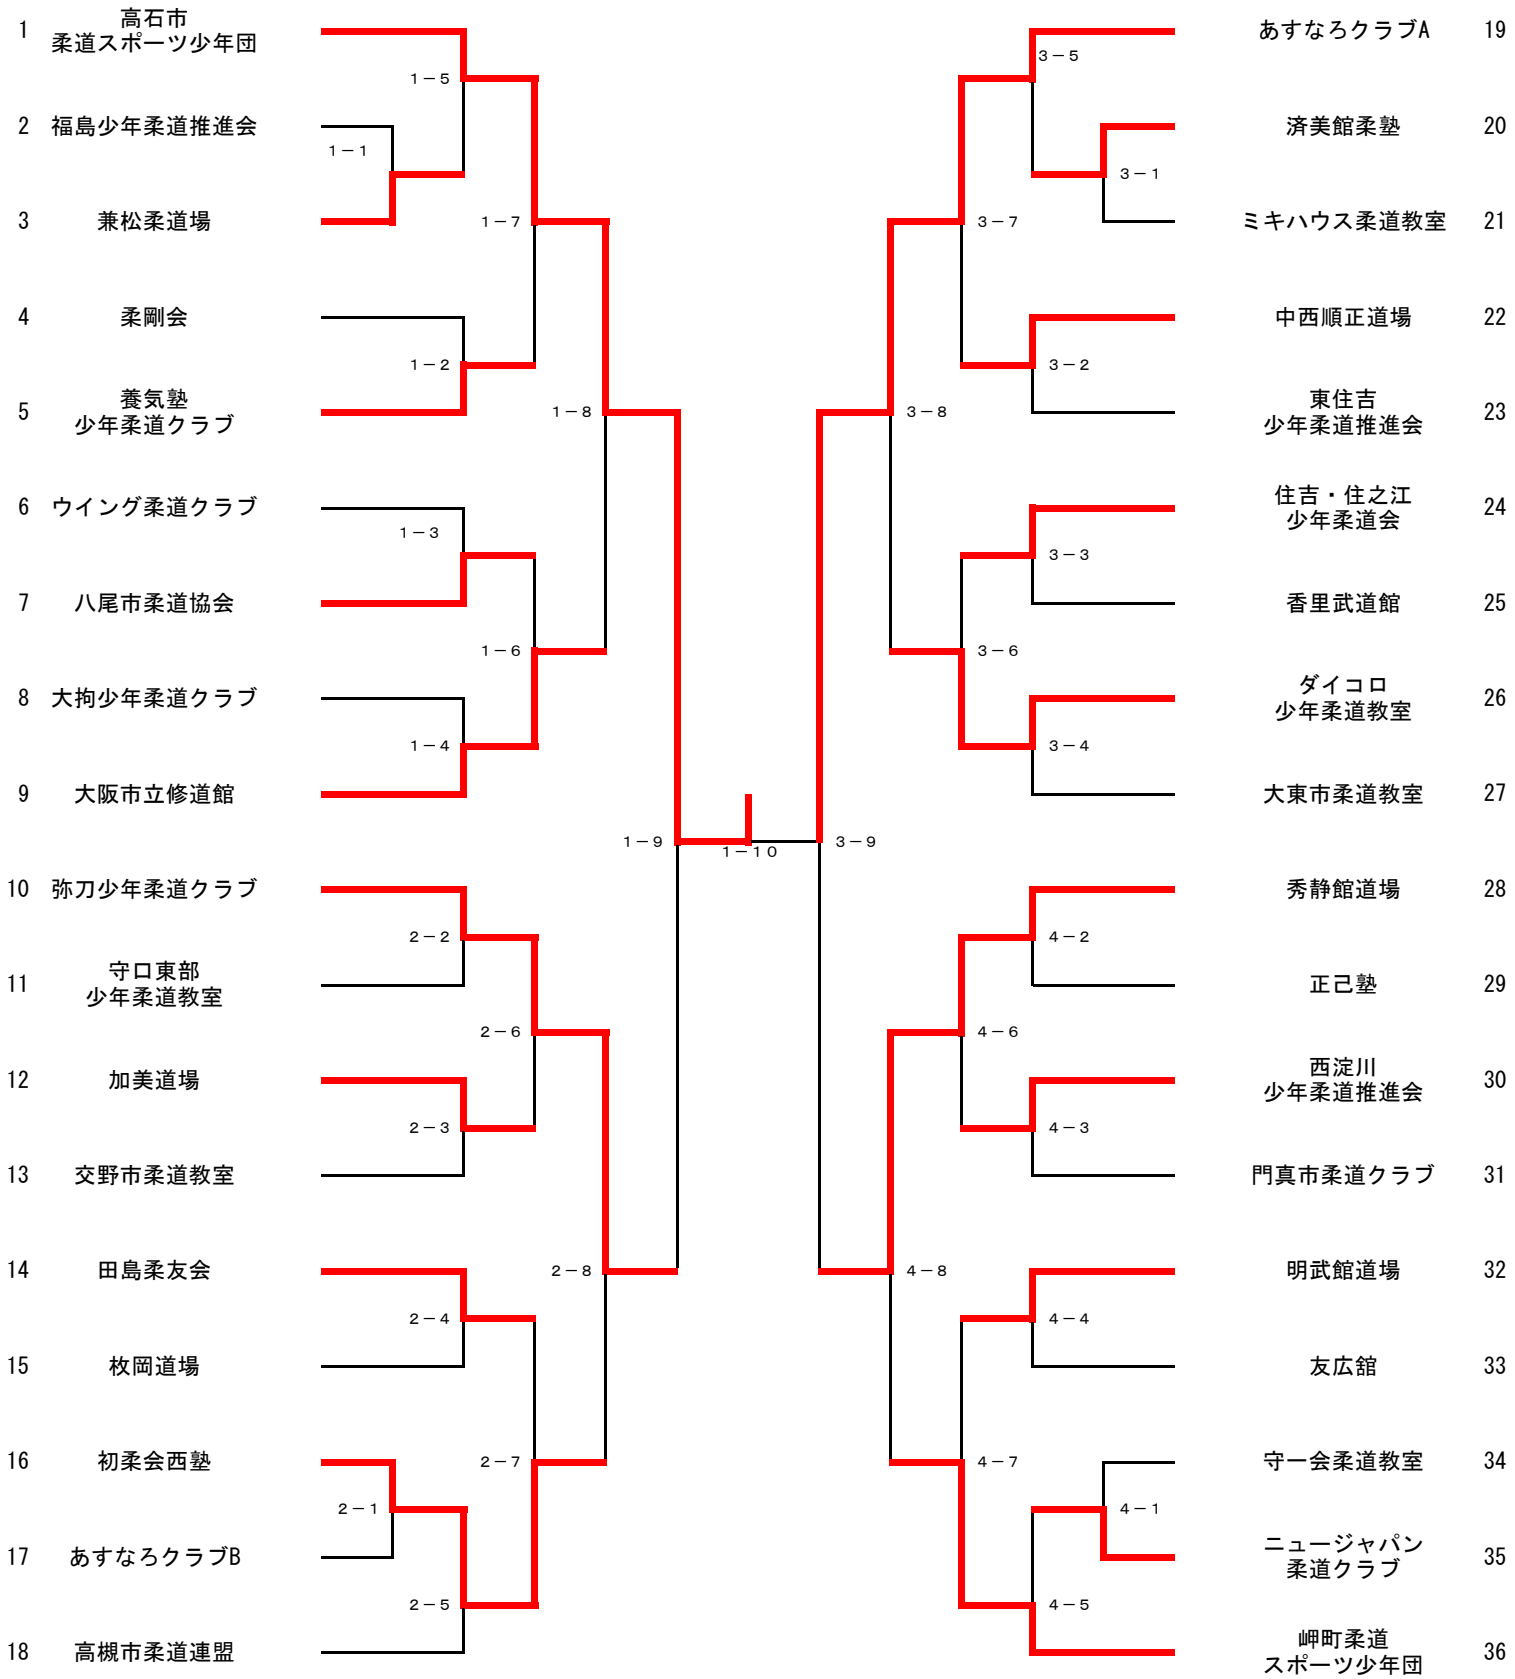 1 高石市
柔道スポーツ少年団
1－5
2 福島少年柔道推進会
1－1
3 兼松柔道場
1－7
4 柔剛会
1－2
5 養気塾
少年柔道クラブ
1－8
6 ウイング柔道クラブ
1－3
7 八尾市柔道協会
1－6
8 大拘少年柔道クラブ
1－4
9 大阪市立修道館
1－9
1－10
10 弥刀少年柔道クラブ
2－2
11 守口東部
少年柔道教室
2－6
12 加美道場
2－3
13 交野市柔道教室
14 田島柔友会
2－8
2－4
15 枚岡道場
16 初柔会西塾
2－7
2－1
17 あすなろクラブB
2－5
18 高槻市柔道連盟
あすなろクラブA 19
3－5
済美館柔塾 20
3－1
ミキハウス柔道教室 21
3－7
中西順正道場 22
3－2
東住吉
少年柔道推進会 23
3－8
住吉・住之江
少年柔道会 24
3－3
香里武道館 25
3－6
ダイコロ
少年柔道教室 26
3－4
大東市柔道教室 27
3－9
秀静館道場 28
4－2
正己塾 29
4－6
西淀川
少年柔道推進会 30
4－3
門真市柔道クラブ 31
明武館道場 32
4－8
4－4
友広舘 33
守一会柔道教室 34
4－7
4－1
ニュージャパン
柔道クラブ 35
4－5
岬町柔道
スポーツ少年団 36